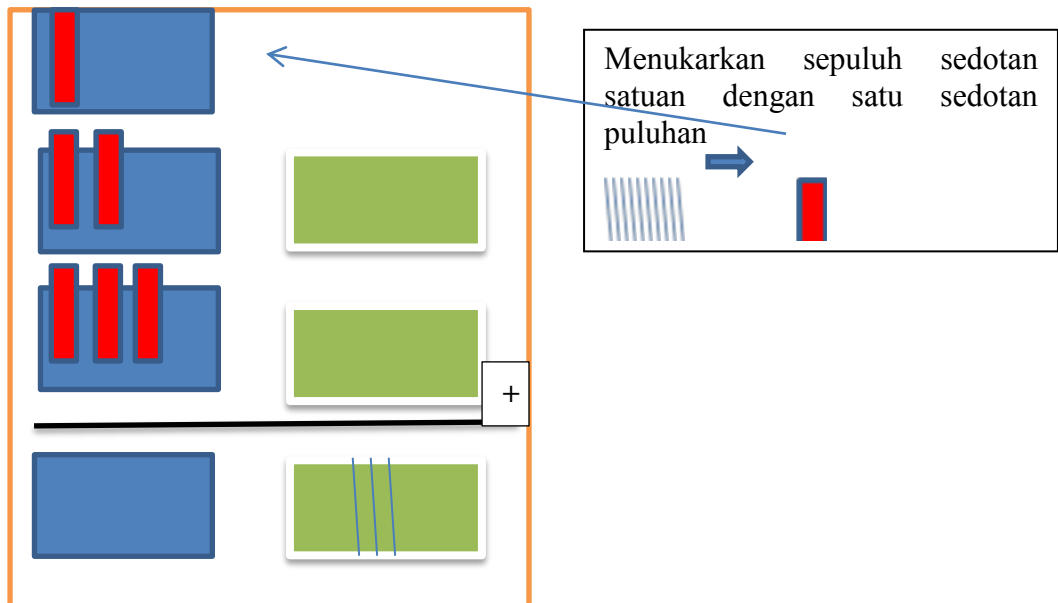 Menukarkan sepuluh sedotan
satuan dengan satu sedotan
puluhan
+